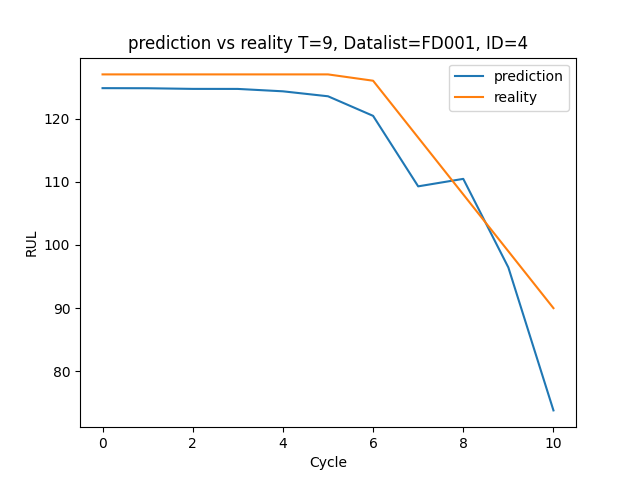 prediction vs reality T=9, Datalist=FD001, ID=4
prediction
reality
120
110
100
90
80
RUL
0 2 4 6 8 10
Cycle